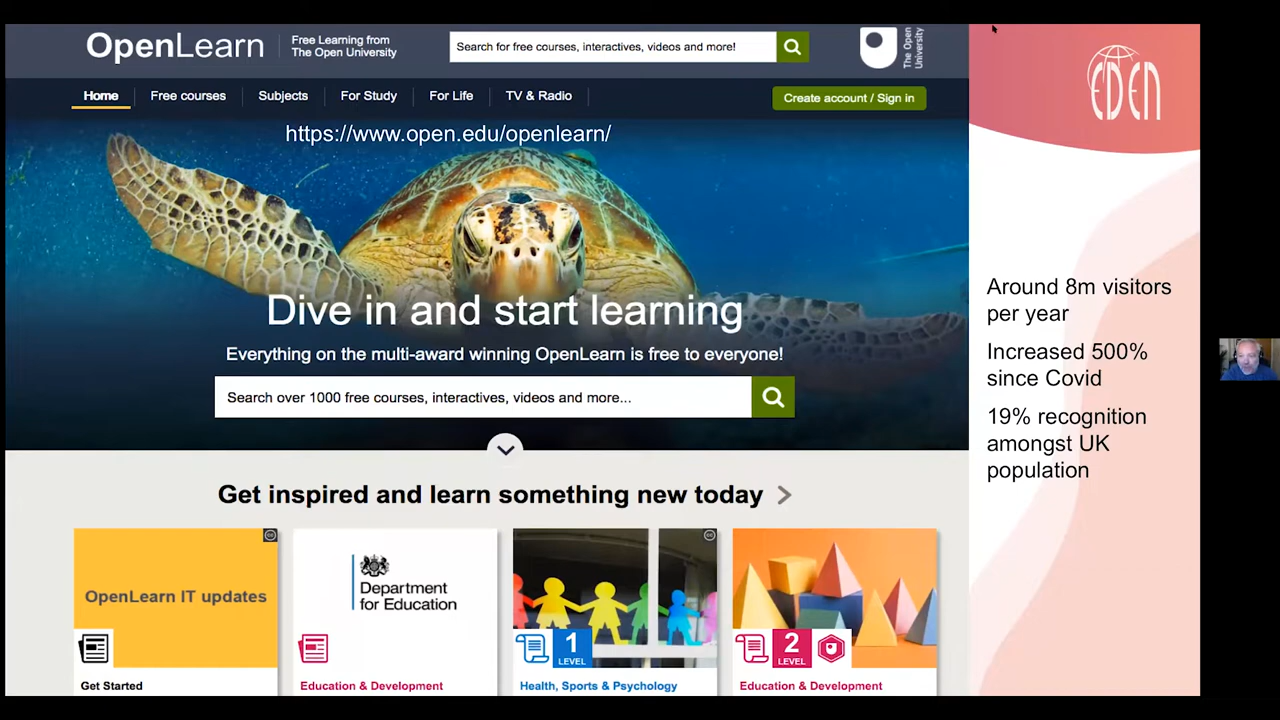 OpenLearn
Free Learning from
The Open University
Search for free courses, interactives, videos and more!
The Open
University
EDEN
Home
Free courses
Subjects
For Study
For Life
TV & Radio
Create account / Sign in
https://www.open.edu/openlearn/
Dive in and start learning
Everything on the multi-award winning OpenLearn is free to everyone!
Search over 1000 free courses, interactives, videos and more...
Around 8m visitors
per year
Increased 500%
since Covid
19% recognition
amongst UK
population
Get inspired and learn something new today
OpenLearn IT updates
Get Started
cc
Department
for Education
Education & Development
cc
1
LEVEL
Health, Sports & Psychology
2
LEVEL
Education & Development